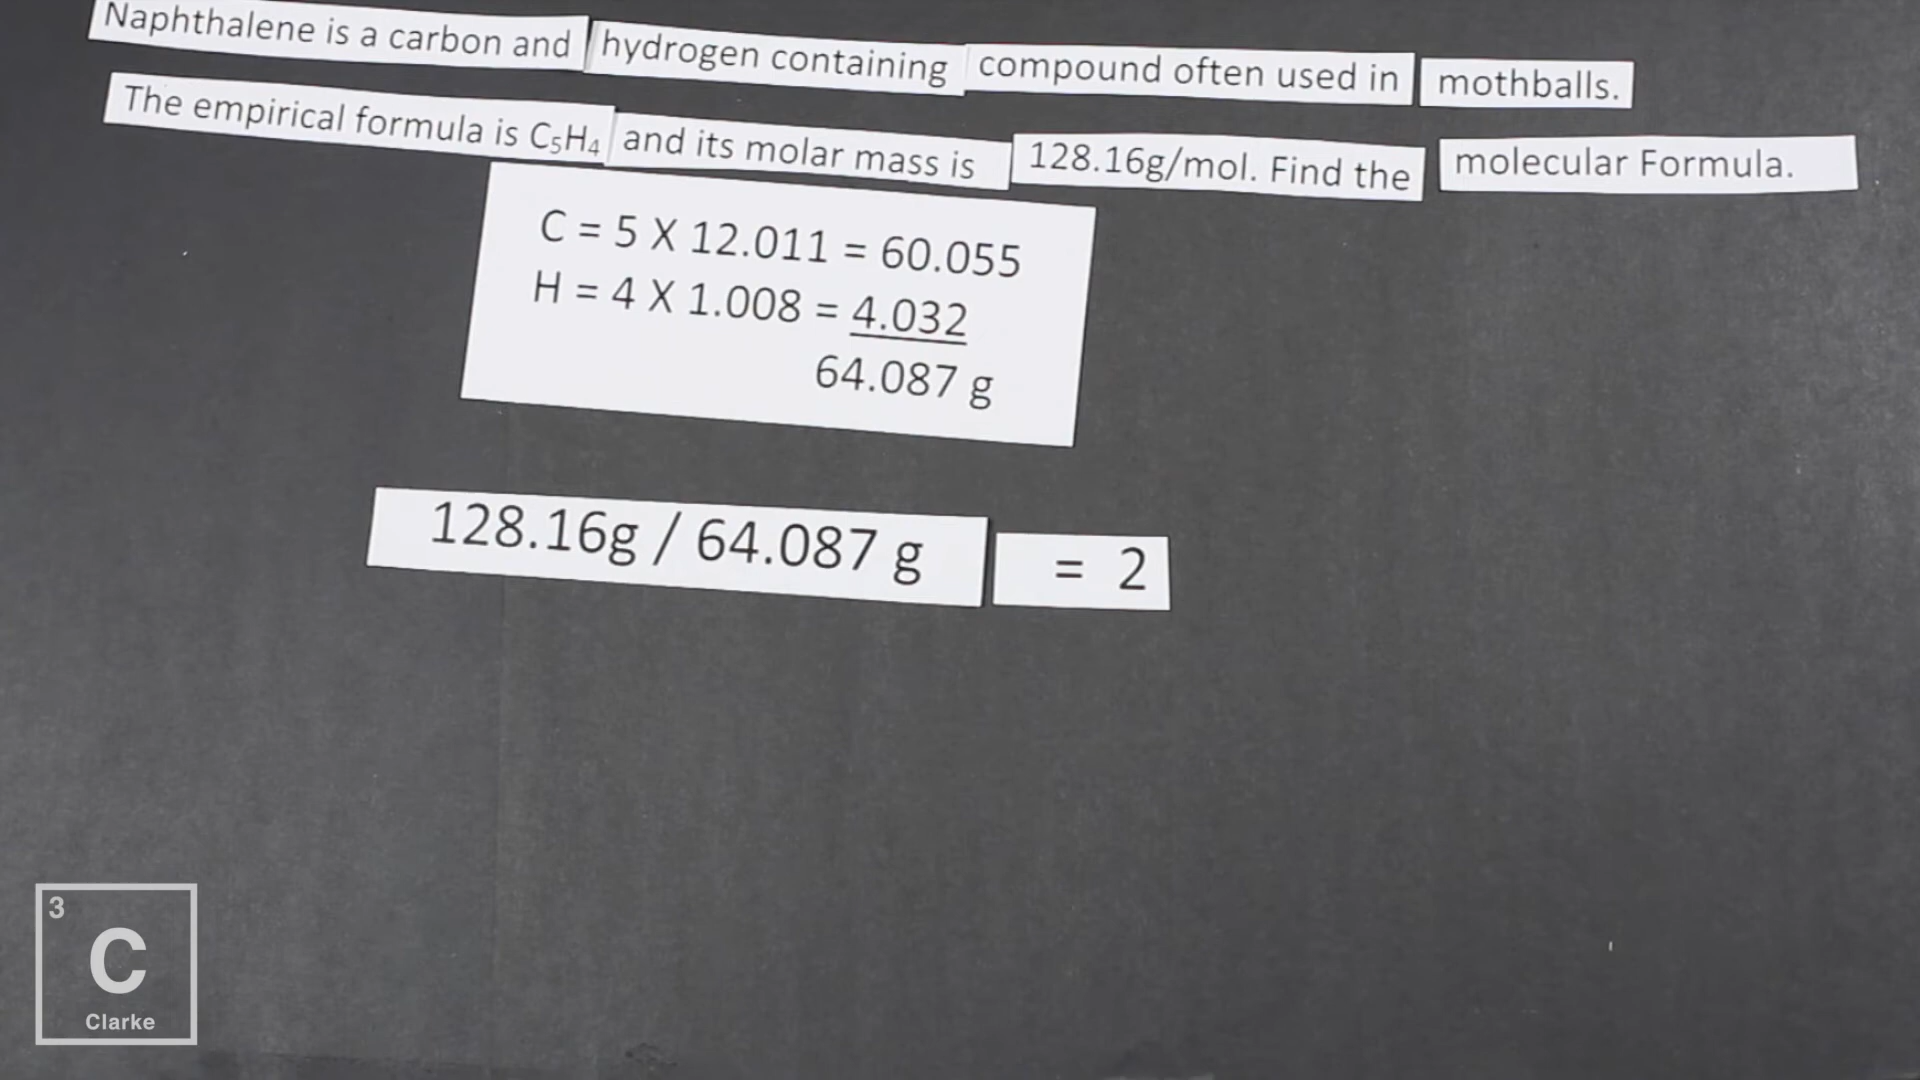 Naphthalene is a carbon and hydrogen containing compound often used in mothballs.
The empirical formula is C₅H₄ and its molar mass is 128.16g/mol. Find the molecular Formula.
C = 5 X 12.011 = 60.055
H = 4 X 1.008 = 4.032
64.087 g
128.16g / 64.087 g = 2
3
C
Clarke